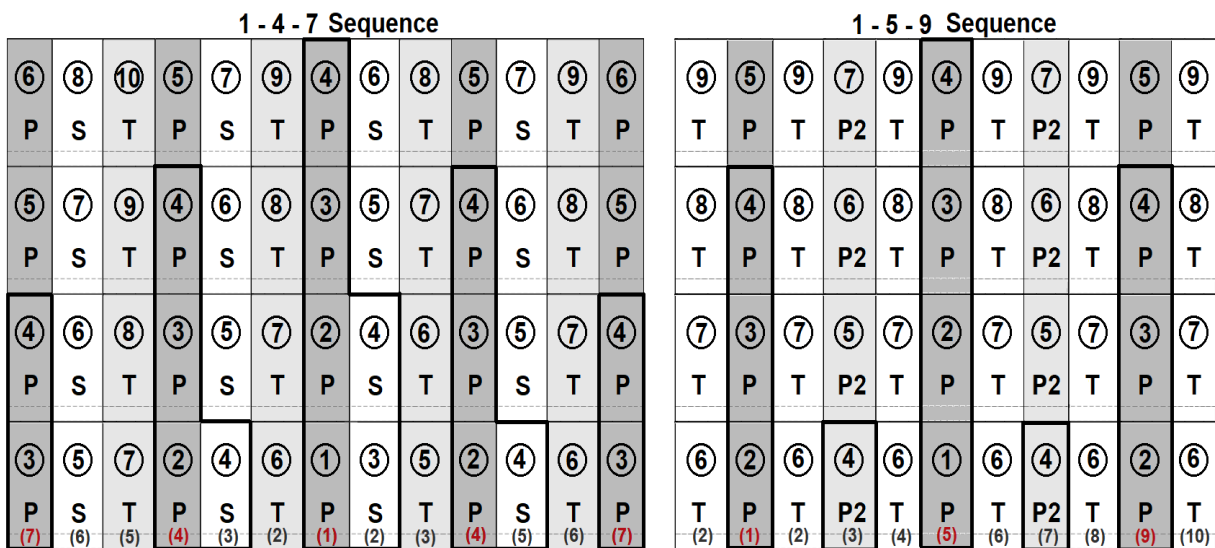 1 - 4 - 7 Sequence
6 8 10 5 7 9 4 6 8 5 7 9 6
P S T P S T P S T P S T P
5 7 9 4 6 8 3 5 7 4 6 8 5
P S T P S T P S T P S T P
4 6 8 3 5 7 2 4 6 3 5 7 4
P S T P S T P S T P S T P
3 5 7 2 4 6 1 3 5 2 4 6 3
P S T P S T P S T P S T P
(7) (6) (5) (4) (3) (2) (1) (2) (3) (4) (5) (6) (7)
1 - 5 - 9 Sequence
9 5 9 7 9 4 9 7 9 5 9
T P T P2 T P T P2 T P T
8 4 8 6 8 3 8 6 8 4 8
T P T P2 T P T P2 T P T
7 3 7 5 7 2 7 5 7 3 7
T P T P2 T P T P2 T P T
6 2 6 4 6 1 6 4 6 2 6
T P T P2 T P T P2 T P T
(2) (1) (2) (3) (4) (5) (6) (7) (8) (9) (10)